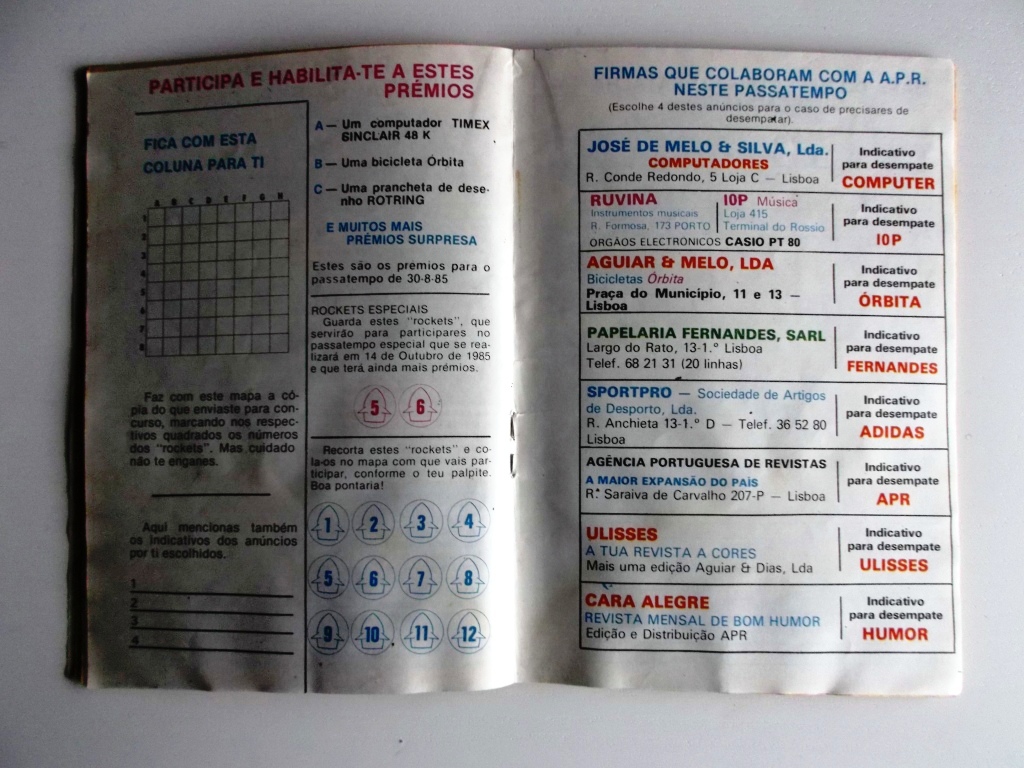 PARTICIPA E HABILITA-TE A ESTES
PRÉMIOS
FICA COM ESTA
COLUNA PARA TI
A B C D E F G H
1
2
3
4
5
6
7
8
Faz com este mapa a có-
pia do que enviaste para con-
curso, marcando nos respec-
tivos quadrados os números
dos "rockets". Mas cuidado
não te enganes.
Aqui mencionas também
os indicativos dos anúncios
por ti escolhidos.
1
2
3
4
A — Um computador TIMEX
SINCLAIR 48 K
B — Uma bicicleta Órbita
C — Uma prancheta de dese-
nho ROTRING
E MUITOS MAIS
PRÉMIOS SURPRESA
Estes são os prémios para o
passatempo de 30-8-85
ROCKETS ESPECIAIS
Guarda estes "rockets", que
servirão para participares no
passatempo especial que se rea-
lizará em 14 de Outubro de 1985
e que terá ainda mais prémios.
5 6
Recorta estes "rockets" e co-
la-os no mapa com que vais par-
ticipar, conforme o teu palpite.
Boa pontaria!
1 2 3 4
5 6 7 8
9 10 11 12
FIRMAS QUE COLABORAM COM A A.P.R.
NESTE PASSATEMPO
(Escolhe 4 destes anúncios para o caso de precisares de
desempatar).
JOSÉ DE MELO & SILVA, Lda.
COMPUTADORES
R. Conde Redondo, 5 Loja C — Lisboa
Indicativo
para desempate
COMPUTER
RUVINA
Instrumentos musicais
R. Formosa, 173 PORTO
IOP Música
Loja 415
Terminal do Rossio
ORGÃOS ELECTRONICOS CASIO PT 80
Indicativo
para desempate
IOP
AGUIAR & MELO, LDA
Bicicletas Órbita
Praça do Município, 11 e 13 —
Lisboa
Indicativo
para desempate
ÓRBITA
PAPELARIA FERNANDES, SARL
Largo do Rato, 13-1.º Lisboa
Telef. 68 21 31 (20 linhas)
Indicativo
para desempate
FERNANDES
SPORTPRO — Sociedade de Artigos
de Desporto, Lda.
R. Anchieta 13-1.º D — Telef. 36 52 80
Lisboa
Indicativo
para desempate
ADIDAS
AGÊNCIA PORTUGUESA DE REVISTAS
A MAIOR EXPANSÃO DO PAÍS
R.ª Saraiva de Carvalho 207-P — Lisboa
Indicativo
para desempate
APR
ULISSES
A TUA REVISTA A CORES
Mais uma edição Aguiar & Dias, Lda
Indicativo
para desempate
ULISSES
CARA ALEGRE
REVISTA MENSAL DE BOM HUMOR
Edição e Distribuição APR
Indicativo
para desempate
HUMOR